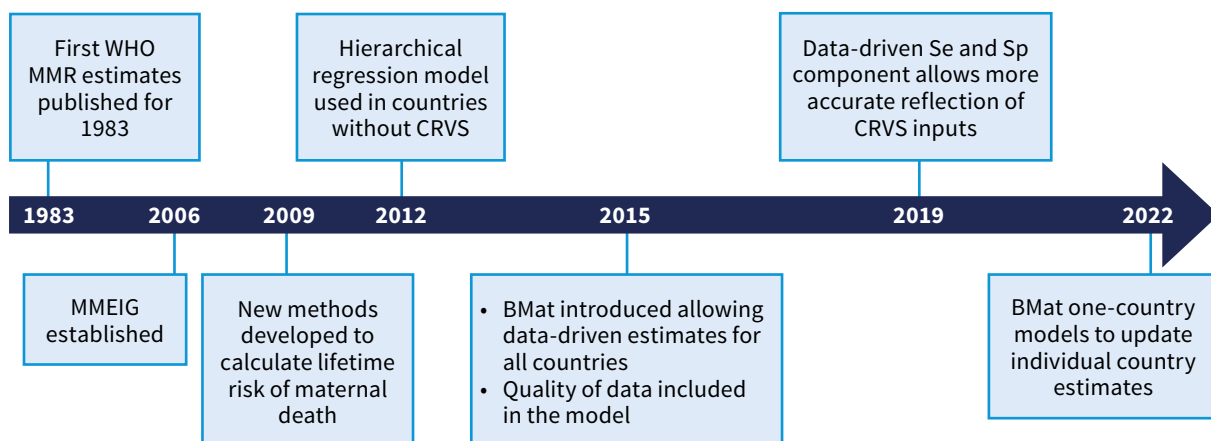 First WHO
MMR estimates
published for
1983
Hierarchical
regression model
used in countries
without CRVS
Data-driven Se and Sp
component allows more
accurate reflection of
CRVS inputs
1983 2006 2009 2012 2015 2019 2022
MMEIG
established
New methods
developed to
calculate lifetime
risk of maternal
death
• BMat introduced allowing
data-driven estimates for
all countries
• Quality of data included
in the model
BMat one-country
models to update
individual country
estimates